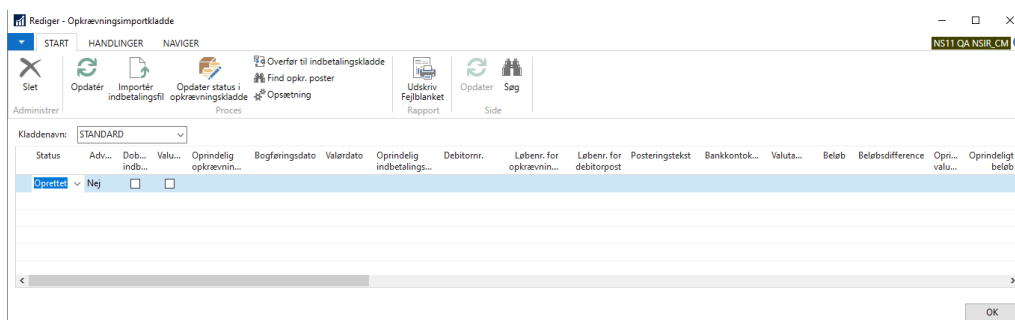 Rediger - Opkrævningsimportkladde
START HANDLINGER NAVIGER
NS11 QA NSIR_CM
Slet
Opdatér
Importér indbetalingsfil
Opdater status i opkrævningskladde
Overfør til indbetalingskladde
Find opkr. poster
Opsætning
Udskriv Fejlblanket
Opdater
Søg
Administrer Proces Rapport Side
Kladdenavn: STANDARD
Status Adv... Dob... indb... Valu... Oprindelig opkrævnin... Bogføringsdato Valørdato Oprindelig indbetalings... Debitornr. Løbenr. for opkrævnin... Løbenr. for debitorpost Posteringstekst Bankkontok... Valuta... Beløb Beløbsdifference Opri... valu... Oprindeligt beløb
Oprettet Nej
OK